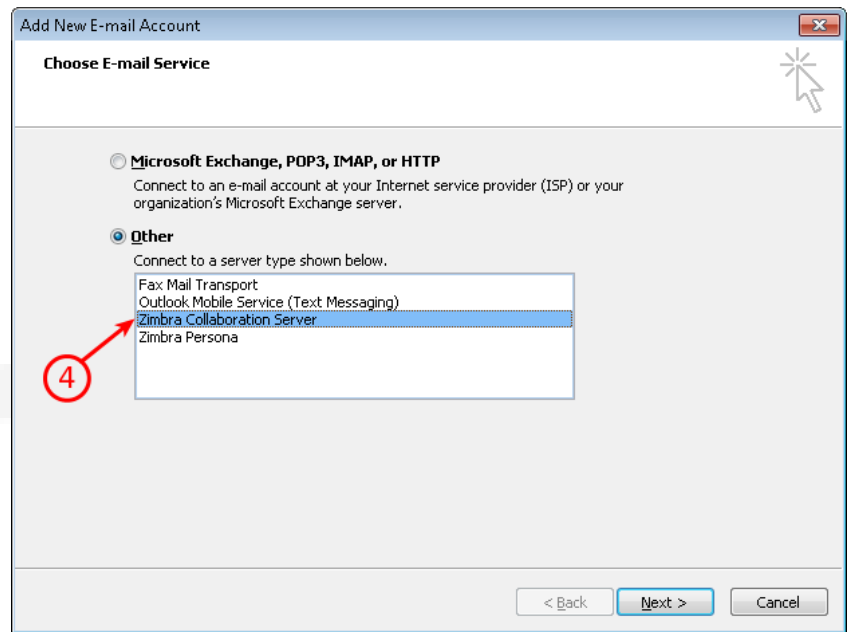 Add New E-mail Account
Choose E-mail Service
Microsoft Exchange, POP3, IMAP, or HTTP
Connect to an e-mail account at your Internet service provider (ISP) or your
organization's Microsoft Exchange server.
Other
Connect to a server type shown below.
Fax Mail Transport
Outlook Mobile Service (Text Messaging)
Zimbra Collaboration Server
Zimbra Persona
4
< Back Next > Cancel